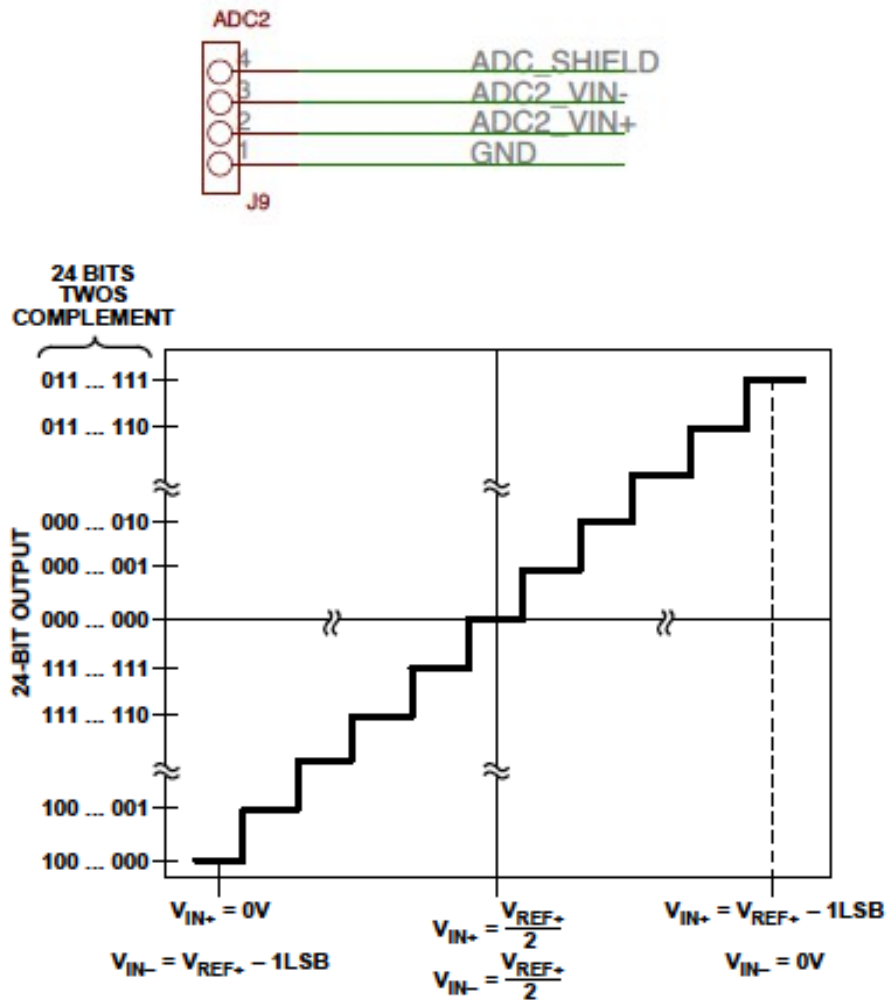 ADC2
4 ADC_SHIELD
3 ADC2_VIN-
2 ADC2_VIN+
1 GND
J9
24 BITS
TWOS
COMPLEMENT
011 ... 111
011 ... 110
000 ... 010
000 ... 001
000 ... 000
111 ... 111
111 ... 110
100 ... 001
100 ... 000
24-BIT OUTPUT
VIN+ = 0V
VIN– = VREF+ – 1LSB
VIN+ = VREF+/2
VIN– = VREF+/2
VIN+ = VREF+ – 1LSB
VIN– = 0V